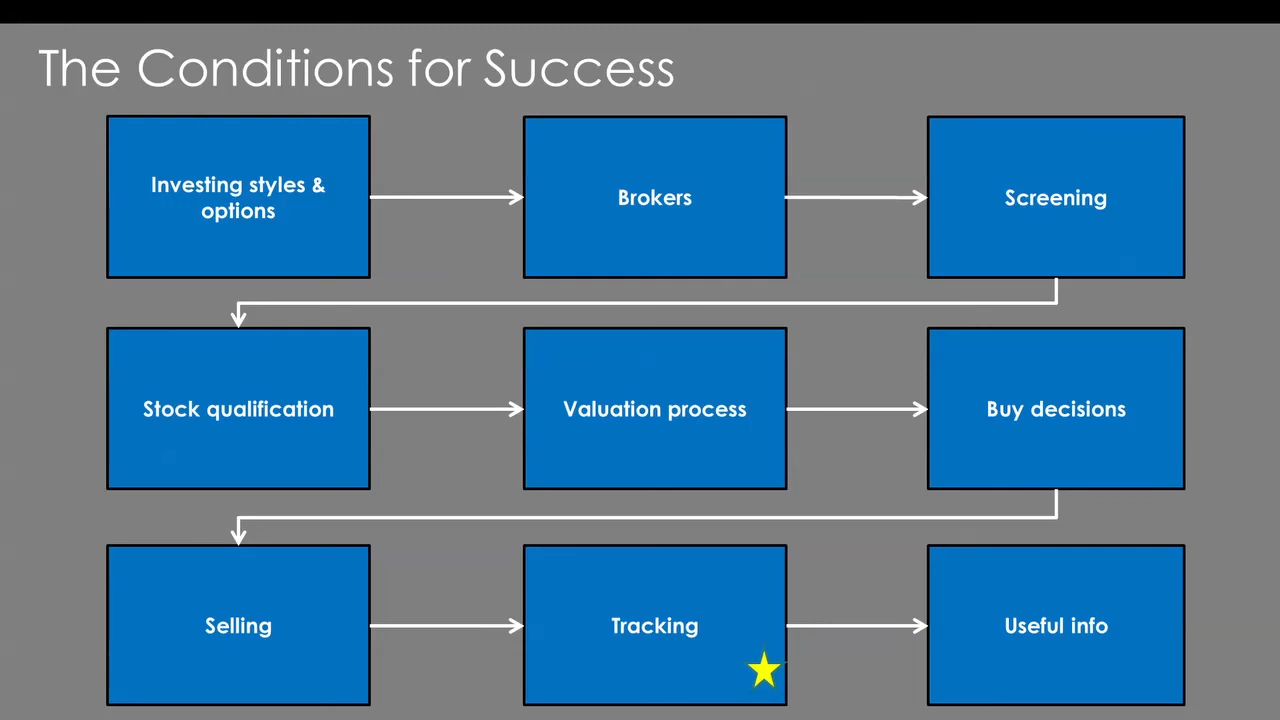 The Conditions for Success
Investing styles &
options
Brokers
Screening
Stock qualification
Valuation process
Buy decisions
Selling
Tracking
Useful info